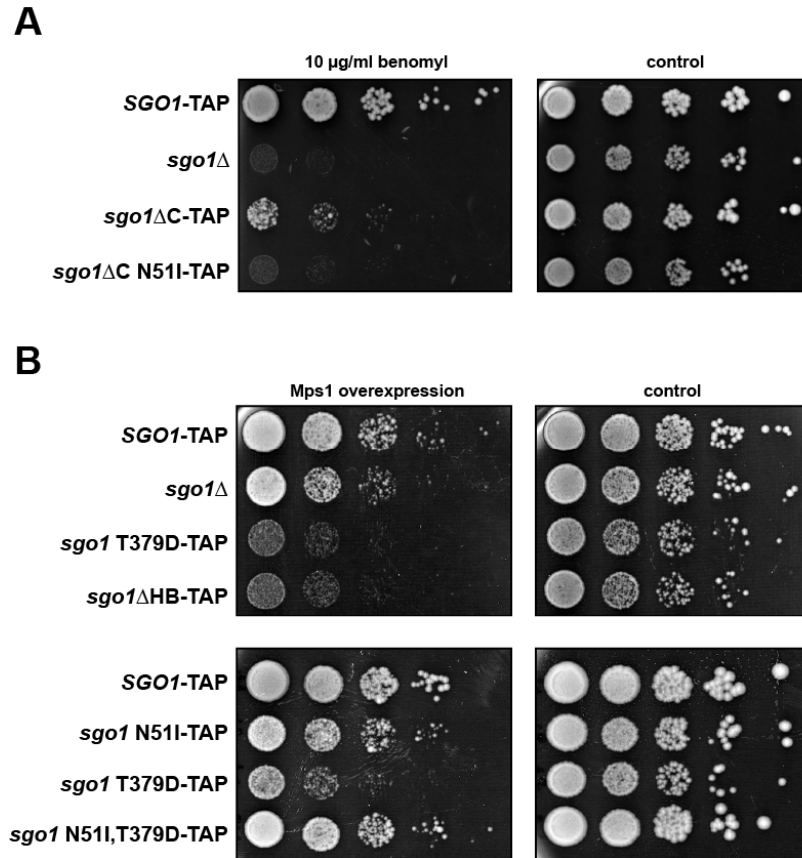 A
10 µg/ml benomyl control
SGO1-TAP
sgo1Δ
sgo1ΔC-TAP
sgo1ΔC N51I-TAP
B
Mps1 overexpression control
SGO1-TAP
sgo1Δ
sgo1 T379D-TAP
sgo1ΔHB-TAP
SGO1-TAP
sgo1 N51I-TAP
sgo1 T379D-TAP
sgo1 N51I,T379D-TAP